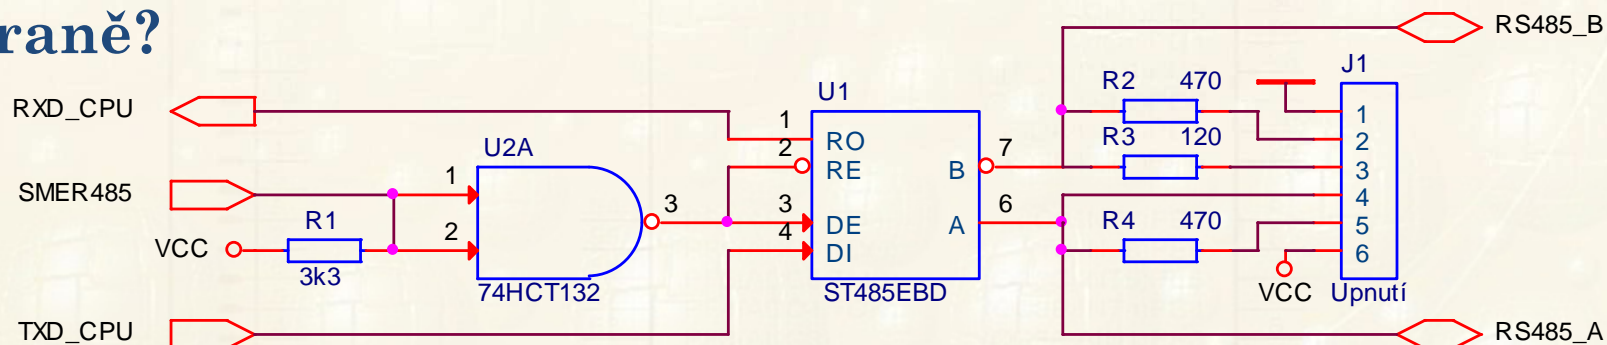 raně?
RS485_B
J1
R2 470
U1
RXD_CPU
1
1
RO
2
R3 120
2
U2A
RE
B
7
3
SMER485
1
3
3
DE
A
6
4
R1
2
4
DI
R4 470
5
VCC
6
3k3
74HCT132
ST485EBD
VCC
Upnutí
TXD_CPU
RS485_A